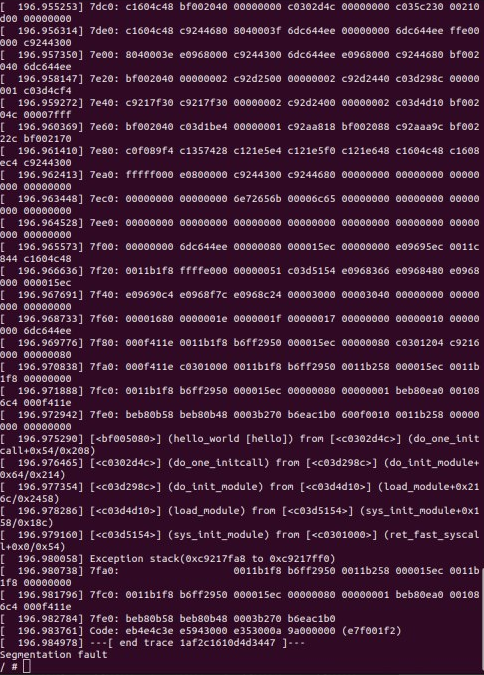 [  196.955253] 7dc0: c1604c48 bf002040 00000000 c0302d4c 00000000 c035c230 00210
d00 00000000
[  196.956314] 7de0: c1604c48 c9244680 8040003f 6dc644ee 00000000 6dc644ee ffe00
000 c9244300
[  196.957350] 7e00: 8040003e e0968000 c9244300 6dc644ee e0968000 c9244680 bf002
040 6dc644ee
[  196.958147] 7e20: bf002040 00000002 c92d2500 00000002 c92d2440 c03d298c 00000
001 c03d4cf4
[  196.959272] 7e40: c9217f30 c9217f30 00000002 c92d2400 00000002 c03d4d10 bf002
04c 00007fff
[  196.960369] 7e60: bf002040 c03d1be4 00000001 c92aa818 bf002088 c92aaa9c bf002
22c bf002170
[  196.961410] 7e80: c0f089f4 c1357428 c121e5e4 c121e5f0 c121e648 c1604c48 c1608
ec4 c9244300
[  196.962413] 7ea0: fffff000 e0800000 c9244300 c9244680 00000000 00000000 00000
000 00000000
[  196.963448] 7ec0: 00000000 00000000 6e72656b 00006c65 00000000 00000000 00000
000 00000000
[  196.964528] 7ee0: 00000000 00000000 00000000 00000000 00000000 00000000 00000
000 00000000
[  196.965573] 7f00: 00000000 6dc644ee 00000080 000015ec 00000000 e09695ec 0011c
844 c1604c48
[  196.966636] 7f20: 0011b1f8 ffffe000 00000051 c03d5154 e0968366 e0968480 e0968
000 000015ec
[  196.967691] 7f40: e09690c4 e0968f7c e0968c24 00003000 00003040 00000000 00000
000 00000000
[  196.968733] 7f60: 00001680 0000001e 0000001f 00000017 00000000 00000010 00000
000 6dc644ee
[  196.969776] 7f80: 000f411e 0011b1f8 b6ff2950 000015ec 00000080 c0301204 c9216
000 00000080
[  196.970838] 7fa0: 000f411e c0301000 0011b1f8 b6ff2950 0011b258 000015ec 0011b
1f8 00000000
[  196.971888] 7fc0: 0011b1f8 b6ff2950 000015ec 00000080 00000001 beb80ea0 00108
6c4 000f411e
[  196.972942] 7fe0: beb80b58 beb80b48 0003b270 b6eac1b0 600f0010 0011b258 00000
000 00000000
[  196.975290] [<bf005080>] (hello_world [hello]) from [<c0302d4c>] (do_one_init
call+0x54/0x208)
[  196.976465] [<c0302d4c>] (do_one_initcall) from [<c03d298c>] (do_init_module+
0x64/0x214)
[  196.977354] [<c03d298c>] (do_init_module) from [<c03d4d10>] (load_module+0x21
6c/0x2458)
[  196.978286] [<c03d4d10>] (load_module) from [<c03d5154>] (sys_init_module+0x1
58/0x18c)
[  196.979160] [<c03d5154>] (sys_init_module) from [<c0301000>] (ret_fast_syscal
l+0x0/0x54)
[  196.980058] Exception stack(0xc9217fa8 to 0xc9217ff0)
[  196.980738] 7fa0:                   0011b1f8 b6ff2950 0011b258 000015ec 0011b
1f8 00000000
[  196.981796] 7fc0: 0011b1f8 b6ff2950 000015ec 00000080 00000001 beb80ea0 00108
6c4 000f411e
[  196.982784] 7fe0: beb80b58 beb80b48 0003b270 b6eac1b0
[  196.983761] Code: eb4e4c3e e5943000 e353000a 9a000000 (e7f001f2)
[  196.984978] ---[ end trace 1af2c1610d4d3447 ]---
Segmentation fault
/ #